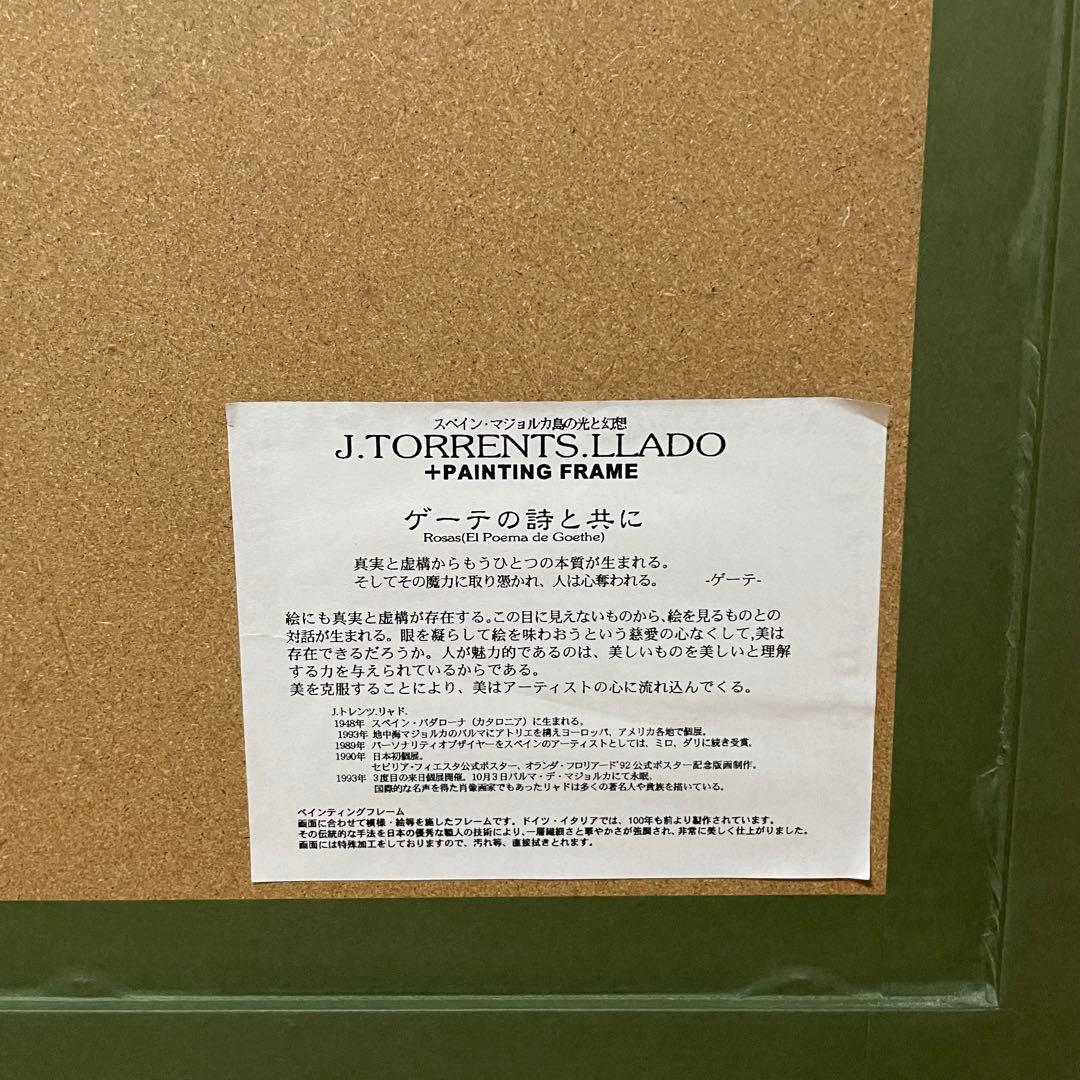 スペイン・マジョルカ島の光と幻想
J.TORRENTS.LLADO
+PAINTING FRAME
ゲーテの詩と共に
Rosas(El Poema de Goethe)
真実と虚構からもうひとつの本質が生まれる。
そしてその魔力に取り憑かれ、人は心奪われる。 -ゲーテ-
絵にも真実と虚構が存在する。この目に見えないものから、絵を見るものとの
対話が生まれる。眼を凝らして絵を味わおうという慈愛の心なくして,美は
存在できるだろうか。人が魅力的であるのは、美しいものを美しいと理解
する力を与えられているからである。
美を克服することにより、美はアーティストの心に流れ込んでくる。
J.トレンツ.リャド.
1948年 スペイン・バダローナ（カタロニア）に生まれる。
1993年 地中海マジョルカのパルマにアトリエを構えヨーロッパ、アメリカ各地で個展。
1989年 パーソナリティオブザイヤーをスペインのアーティストとしては、ミロ、ダリに続き受賞。
1990年 日本初個展。
セビリア・フィエスタ公式ポスター、オランダ・フロリアード'92公式ポスター記念版画制作。
1993年 3度目の来日個展開催。10月3日パルマ・デ・マジョルカにて永眠。
国際的な名声を得た肖像画家でもあったリャドは多くの著名人や貴族を描いている。
ペインティングフレーム
画面に合わせて模様・絵等を施したフレームです。ドイツ・イタリアでは、100年も前より製作されています。
その伝統的な手法を日本の優秀な職人の技術により、一層繊細さと華やかさが強調され、非常に美しく仕上がりました。
画面には特殊加工をしておりますので、汚れ等、直接拭きとれます。